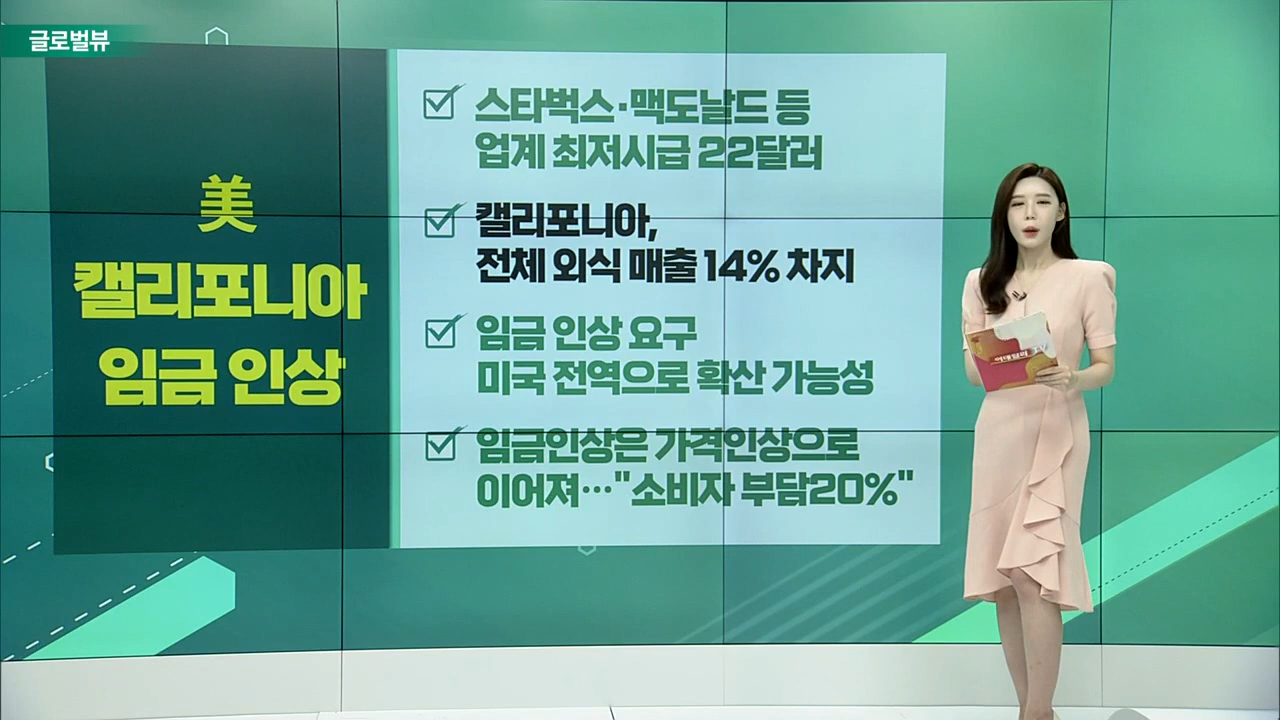 글로벌뷰
美
캘리포니아
임금 인상
스타벅스·맥도날드 등
업계 최저시급 22달러
캘리포니아,
전체 외식 매출 14% 차지
임금 인상 요구
미국 전역으로 확산 가능성
임금인상은 가격인상으로
이어져…"소비자 부담20%"